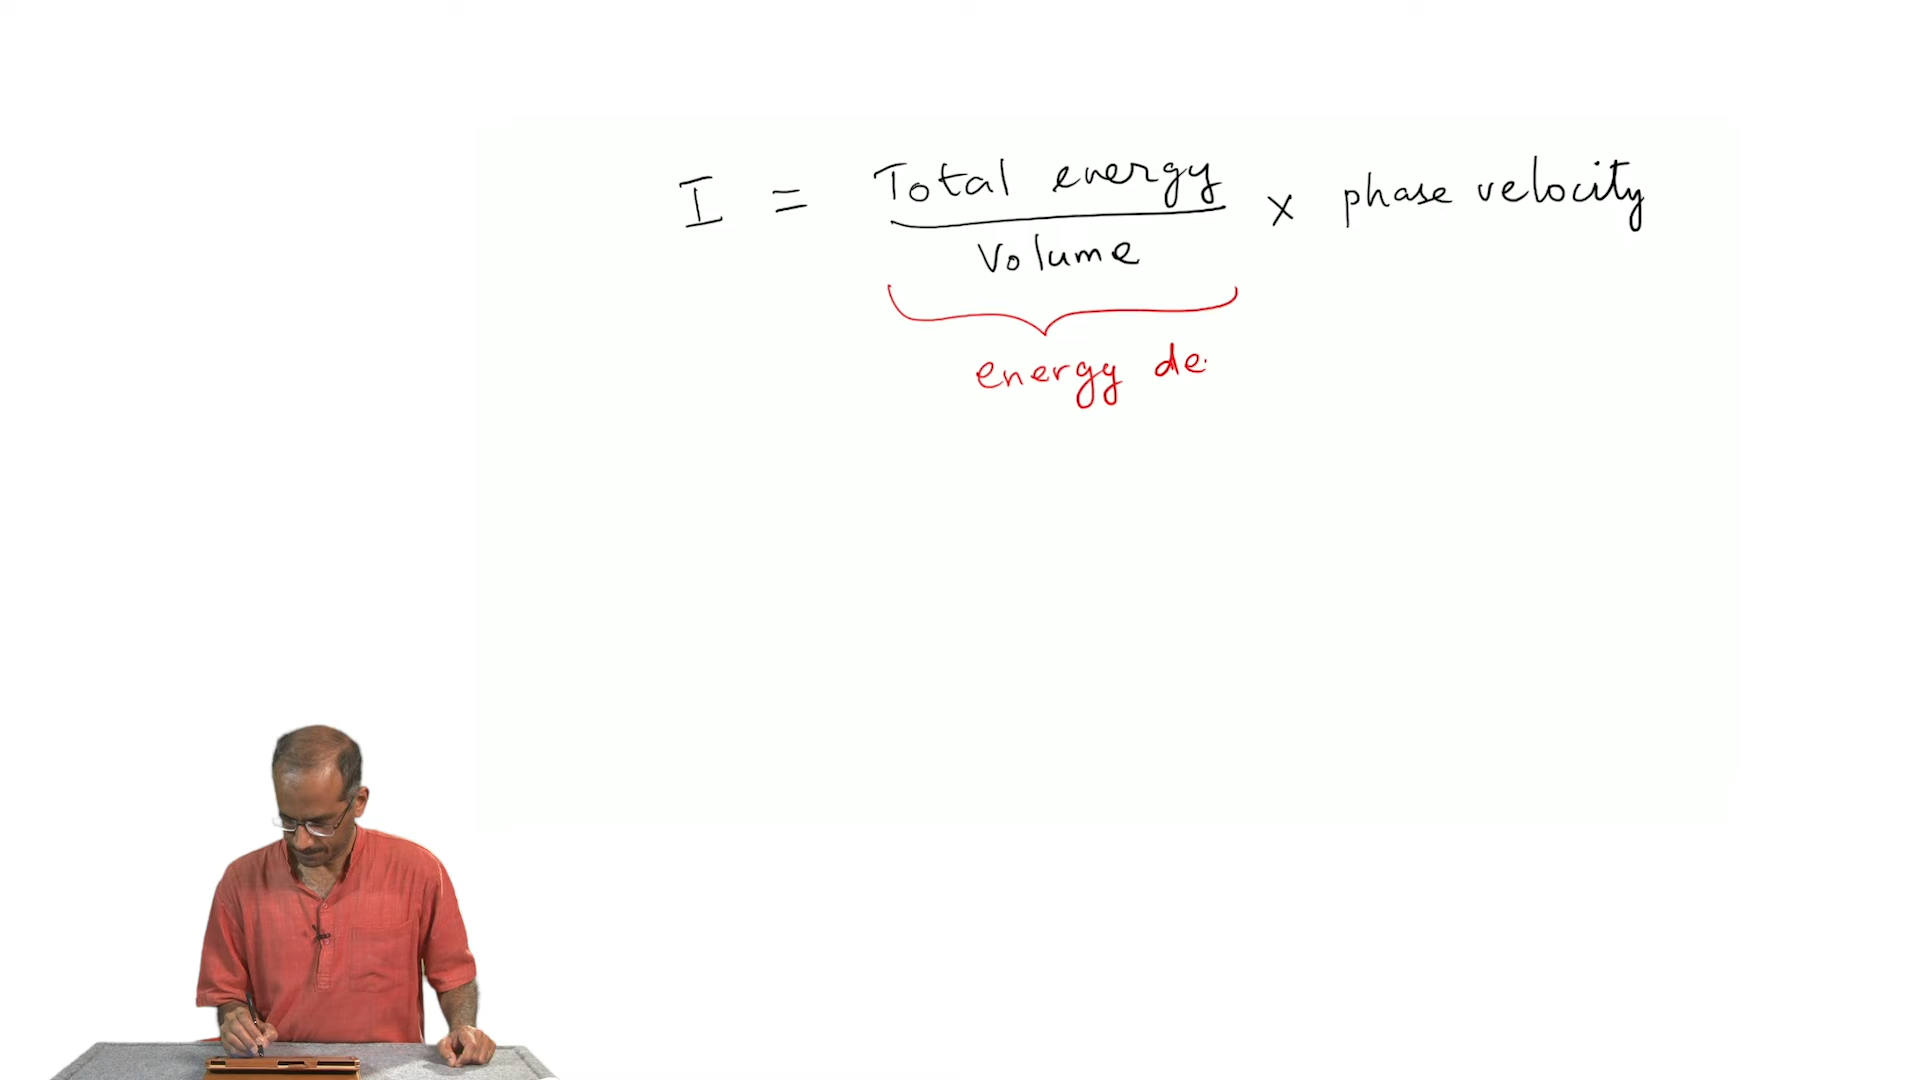 I = Total energy / Volume × phase velocity
energy de